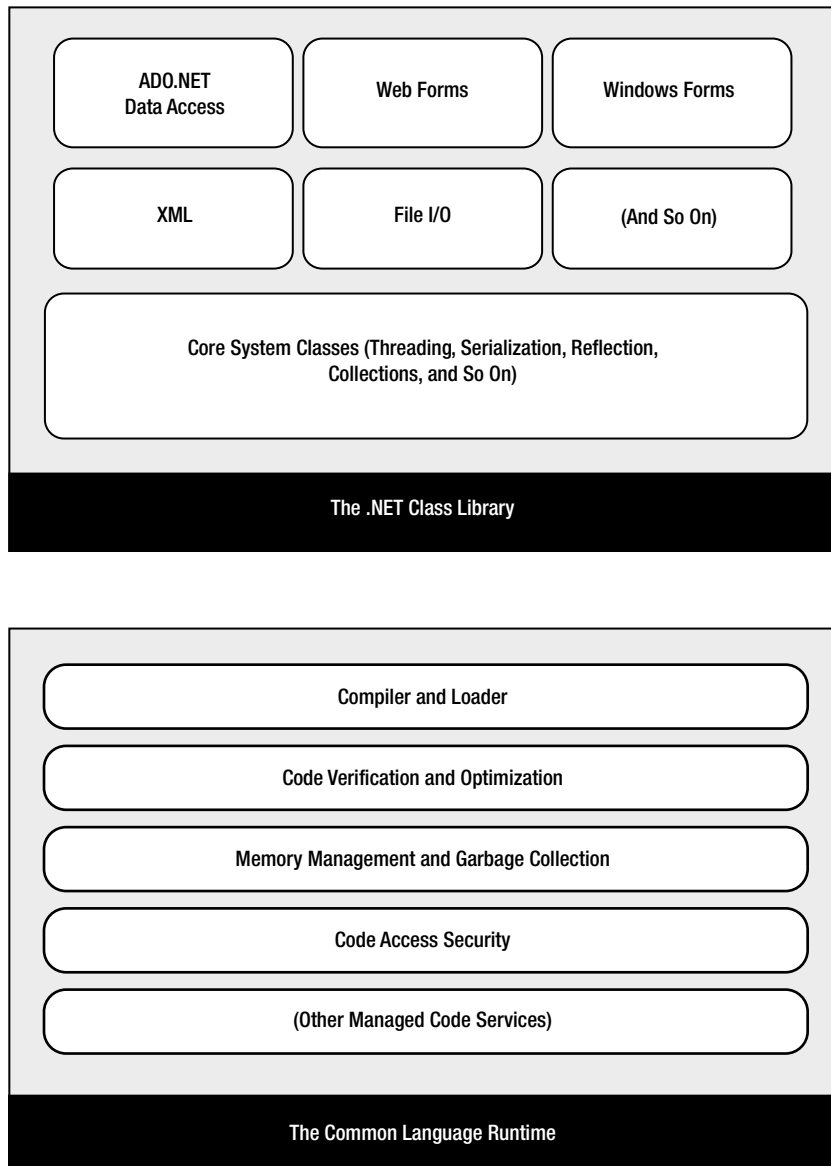 ADO.NET
Data Access
Web Forms
Windows Forms
XML
File I/O
(And So On)
Core System Classes (Threading, Serialization, Reflection,
Collections, and So On)
The .NET Class Library
Compiler and Loader
Code Verification and Optimization
Memory Management and Garbage Collection
Code Access Security
(Other Managed Code Services)
The Common Language Runtime